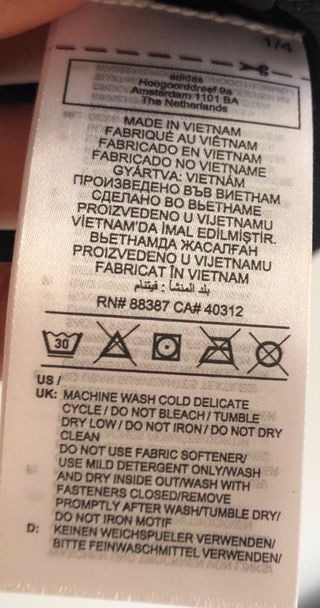 1/4
adidas
Hoogoorddreef 9a
Amsterdam 1101 BA
The Netherlands
MADE IN VIETNAM
FABRIQUÉ AU VIÊTNAM
FABRICADO EN VIETNAM
FABRICADO NO VIETNAME
GYÁRTVA: VIETNÁM
ПРОИЗВЕДЕНО ВЪВ ВИЕТНАМ
СДЕЛАНО ВО ВЬЕТНАМЕ
PROIZVEDENO U VIJETNAMU
VİETNAM'DA İMAL EDİLMİŞTİR.
ВЬЕТНАМДА ЖАСАЛҒАН
PROIZVEDENO U VIJETNAMU
FABRICAT ÎN VIETNAM
بلد المنشأ: فيتنام
RN# 88387 CA# 40312
30
US /
UK: MACHINE WASH COLD DELICATE
CYCLE / DO NOT BLEACH / TUMBLE
DRY LOW / DO NOT IRON / DO NOT DRY
CLEAN
DO NOT USE FABRIC SOFTENER/
USE MILD DETERGENT ONLY/WASH
AND DRY INSIDE OUT/WASH WITH
FASTENERS CLOSED/REMOVE
PROMPTLY AFTER WASH/TUMBLE DRY/
DO NOT IRON MOTIF
D: KEINEN WEICHSPUELER VERWENDEN/
BITTE FEINWASCHMITTEL VERWENDEN/